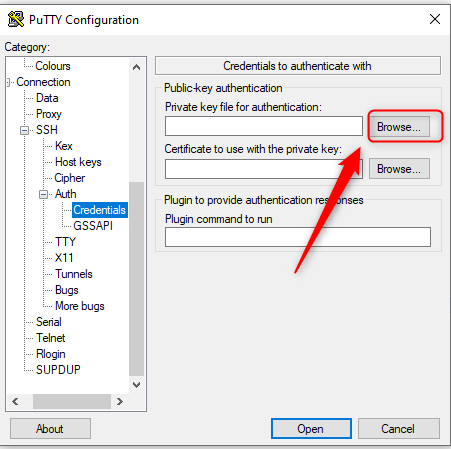 PuTTY Configuration
Category:
Colours
Connection
Data
Proxy
SSH
Kex
Host keys
Cipher
Auth
Credentials
GSSAPI
TTY
X11
Tunnels
Bugs
More bugs
Serial
Telnet
Rlogin
SUPDUP
Credentials to authenticate with
Public-key authentication
Private key file for authentication:
Browse...
Certificate to use with the private key:
Browse...
Plugin to provide authentication responses
Plugin command to run
About
Open
Cancel